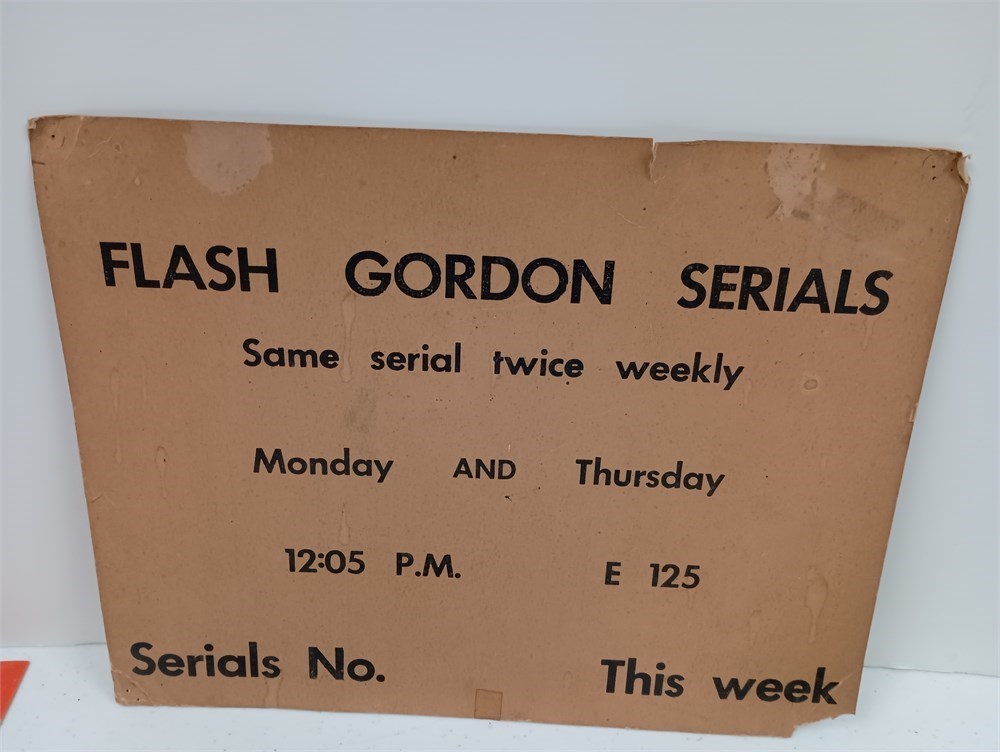 FLASH GORDON SERIALS
Same serial twice weekly
Monday AND Thursday
12:05 P.M. E 125
Serials No. This week